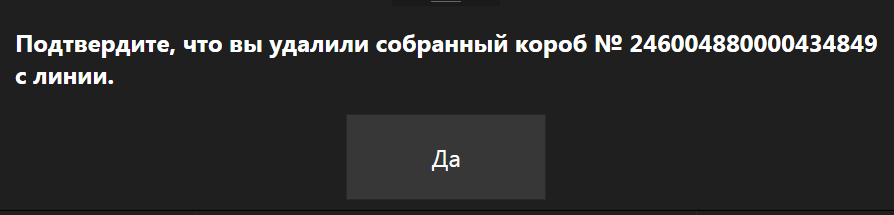 Подтвердите, что вы удалили собранный короб № 246004880000434849
с линии.
Да